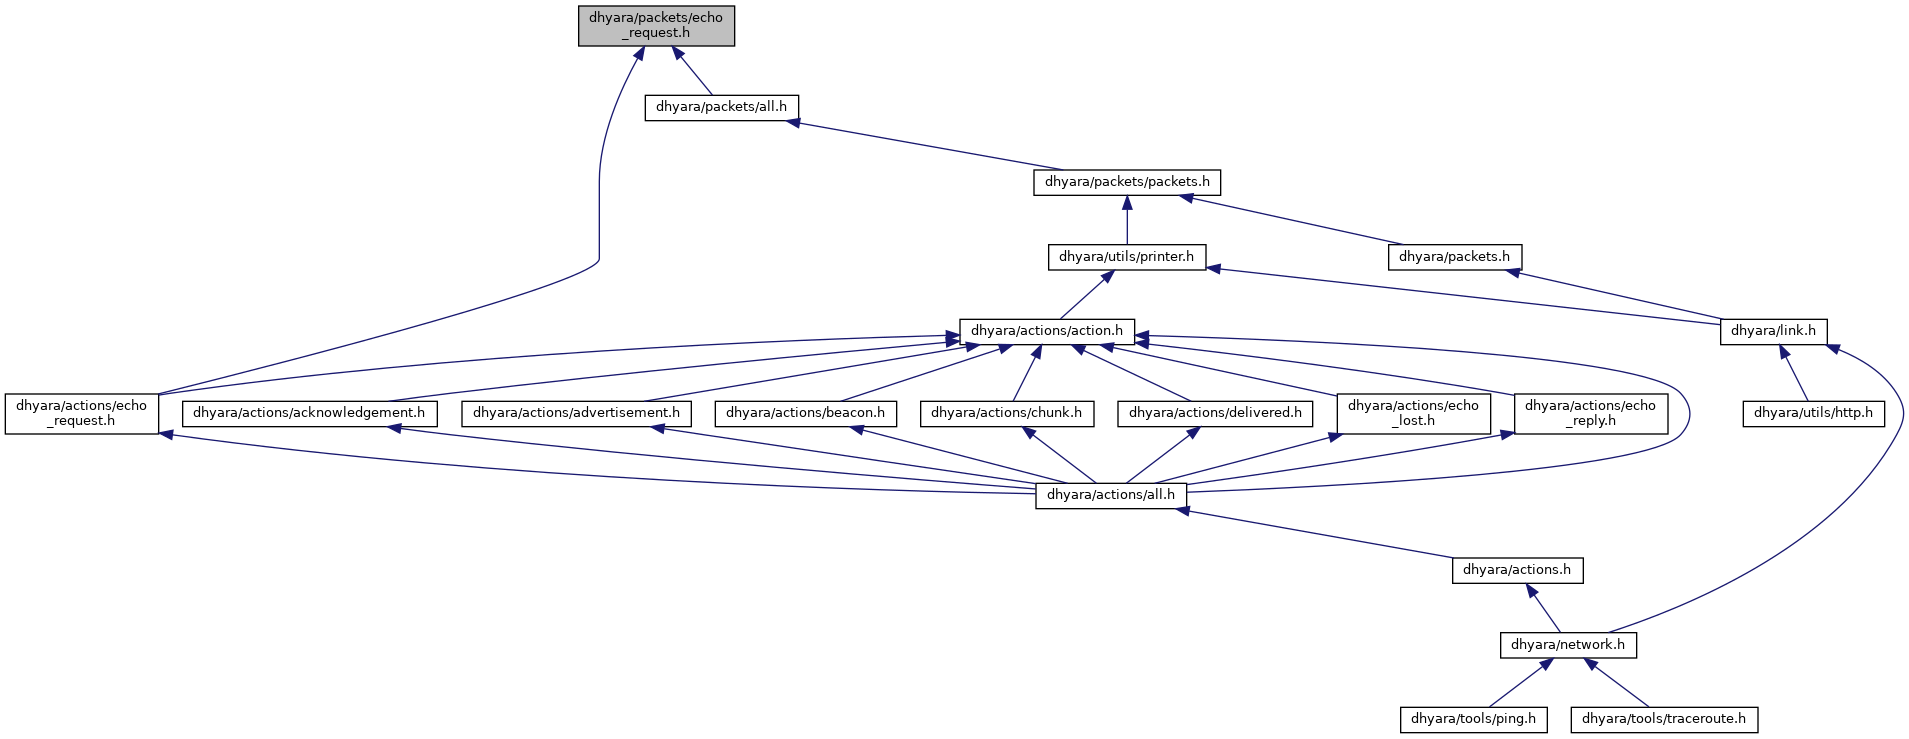 dhyara/packets/echo
_request.h
dhyara/packets/all.h
dhyara/packets/packets.h
dhyara/utils/printer.h
dhyara/packets.h
dhyara/actions/action.h
dhyara/link.h
dhyara/actions/echo
_request.h
dhyara/actions/acknowledgement.h
dhyara/actions/advertisement.h
dhyara/actions/beacon.h
dhyara/actions/chunk.h
dhyara/actions/delivered.h
dhyara/actions/echo
_lost.h
dhyara/actions/echo
_reply.h
dhyara/utils/http.h
dhyara/actions/all.h
dhyara/actions.h
dhyara/network.h
dhyara/tools/ping.h
dhyara/tools/traceroute.h